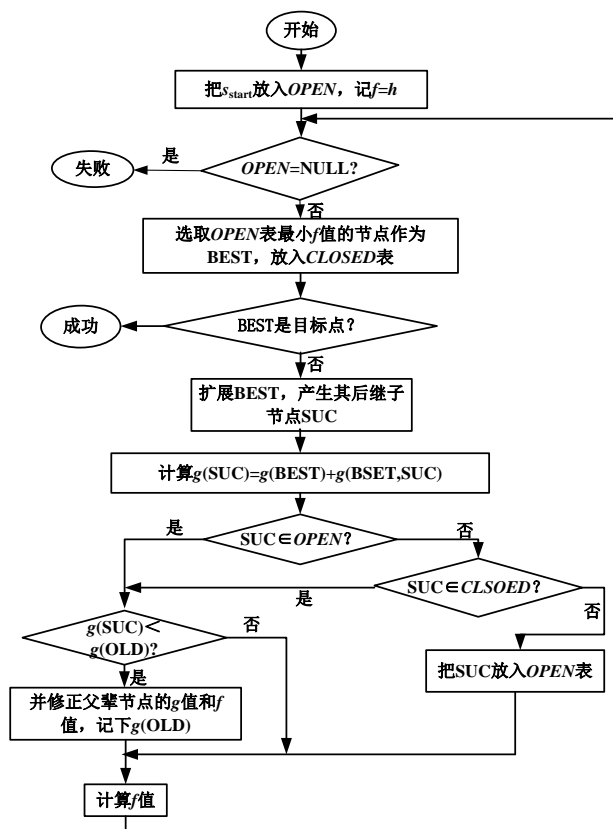 开始
把s_start放入OPEN，记f=h
是
OPEN=NULL?
失败
否
选取OPEN表最小f值的节点作为
BEST，放入CLOSED表
成功
BEST是目标点?
否
扩展BEST，产生其后继子
节点SUC
计算g(SUC)=g(BEST)+g(BSET,SUC)
是
SUC∈OPEN?
否
SUC∈CLSOED?
是
否
g(SUC)＜
g(OLD)?
否
是
把SUC放入OPEN表
并修正父辈节点的g值和f
值，记下g(OLD)
计算f值